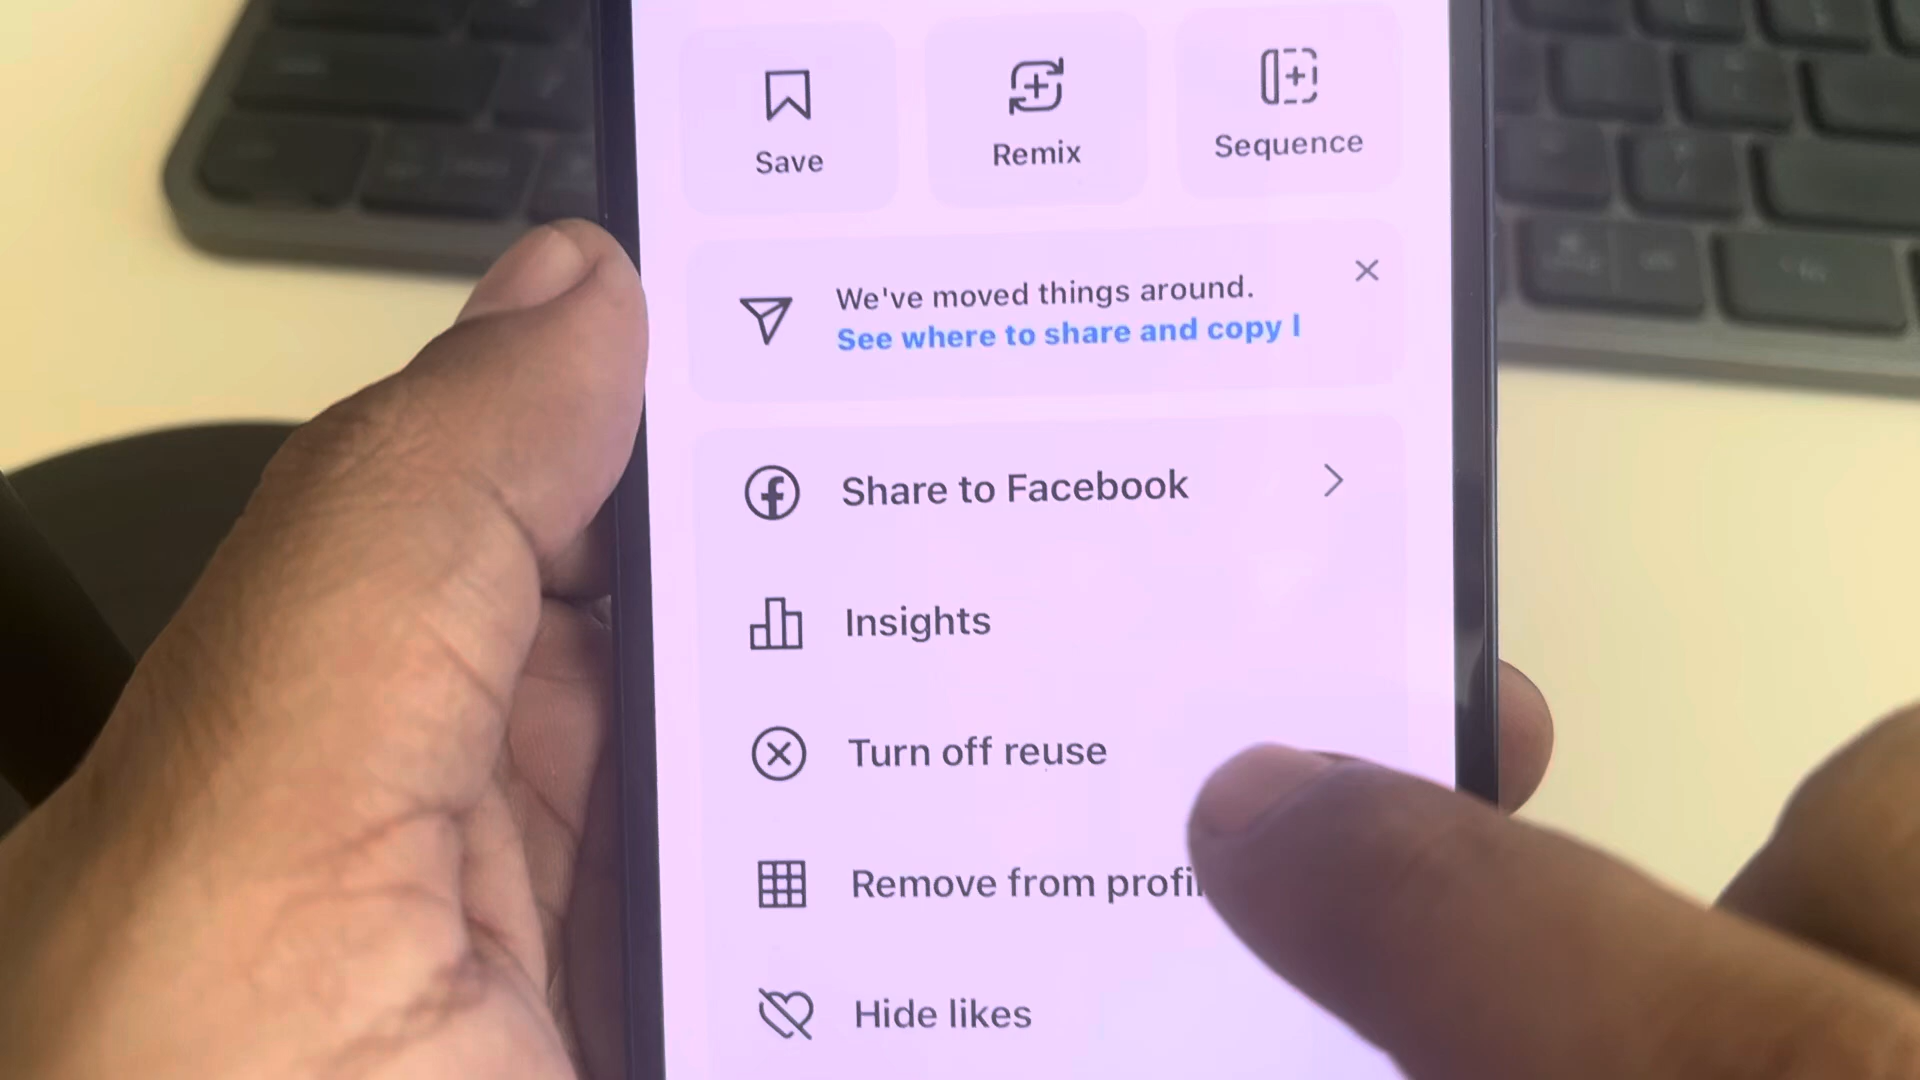 Save
Remix
Sequence
We've moved things around.
See where to share and copy l
Share to Facebook
Insights
Turn off reuse
Remove from
Hide likes